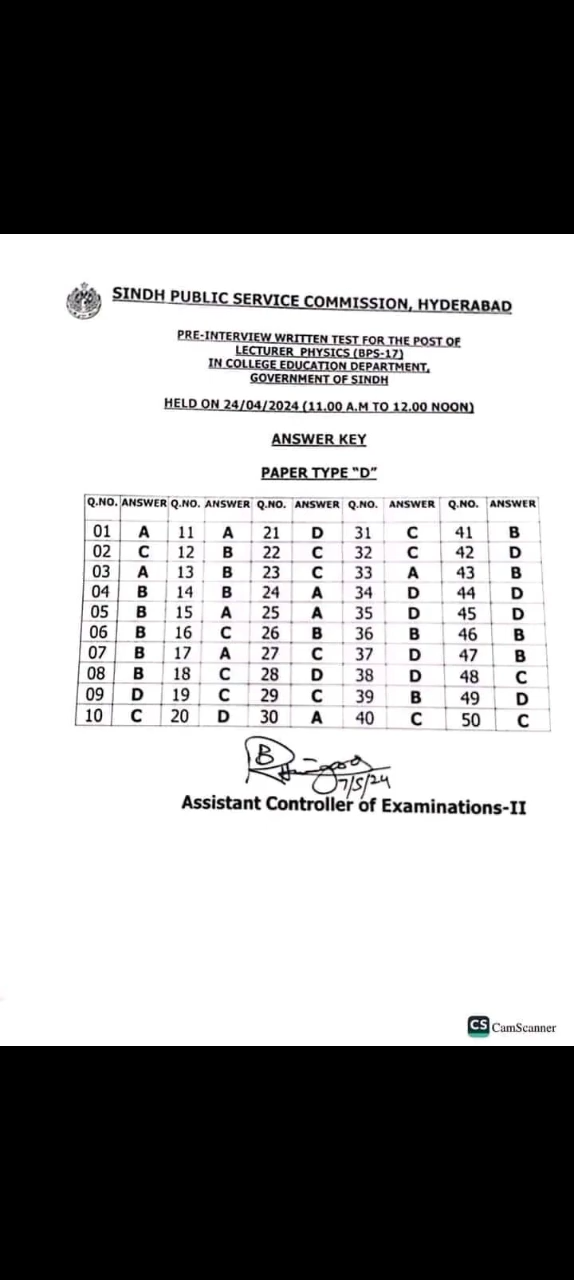 SINDH PUBLIC SERVICE COMMISSION, HYDERABAD
PRE-INTERVIEW WRITTEN TEST FOR THE POST OF
LECTURER PHYSICS (BPS-17)
IN COLLEGE EDUCATION DEPARTMENT,
GOVERNMENT OF SINDH
HELD ON 24/04/2024 (11.00 A.M TO 12.00 NOON)
ANSWER KEY
PAPER TYPE "D"
Q.NO. ANSWER Q.NO. ANSWER Q.NO. ANSWER Q.NO. ANSWER Q.NO. ANSWER
01 A 11 A 21 D 31 C 41 B
02 C 12 B 22 C 32 C 42 D
03 A 13 B 23 C 33 A 43 B
04 B 14 B 24 A 34 D 44 D
05 B 15 A 25 A 35 D 45 D
06 B 16 C 26 B 36 B 46 B
07 B 17 A 27 C 37 D 47 B
08 B 18 C 28 D 38 D 48 C
09 D 19 C 29 C 39 B 49 D
10 C 20 D 30 A 40 C 50 C
7/5/24
Assistant Controller of Examinations-II
CS CamScanner